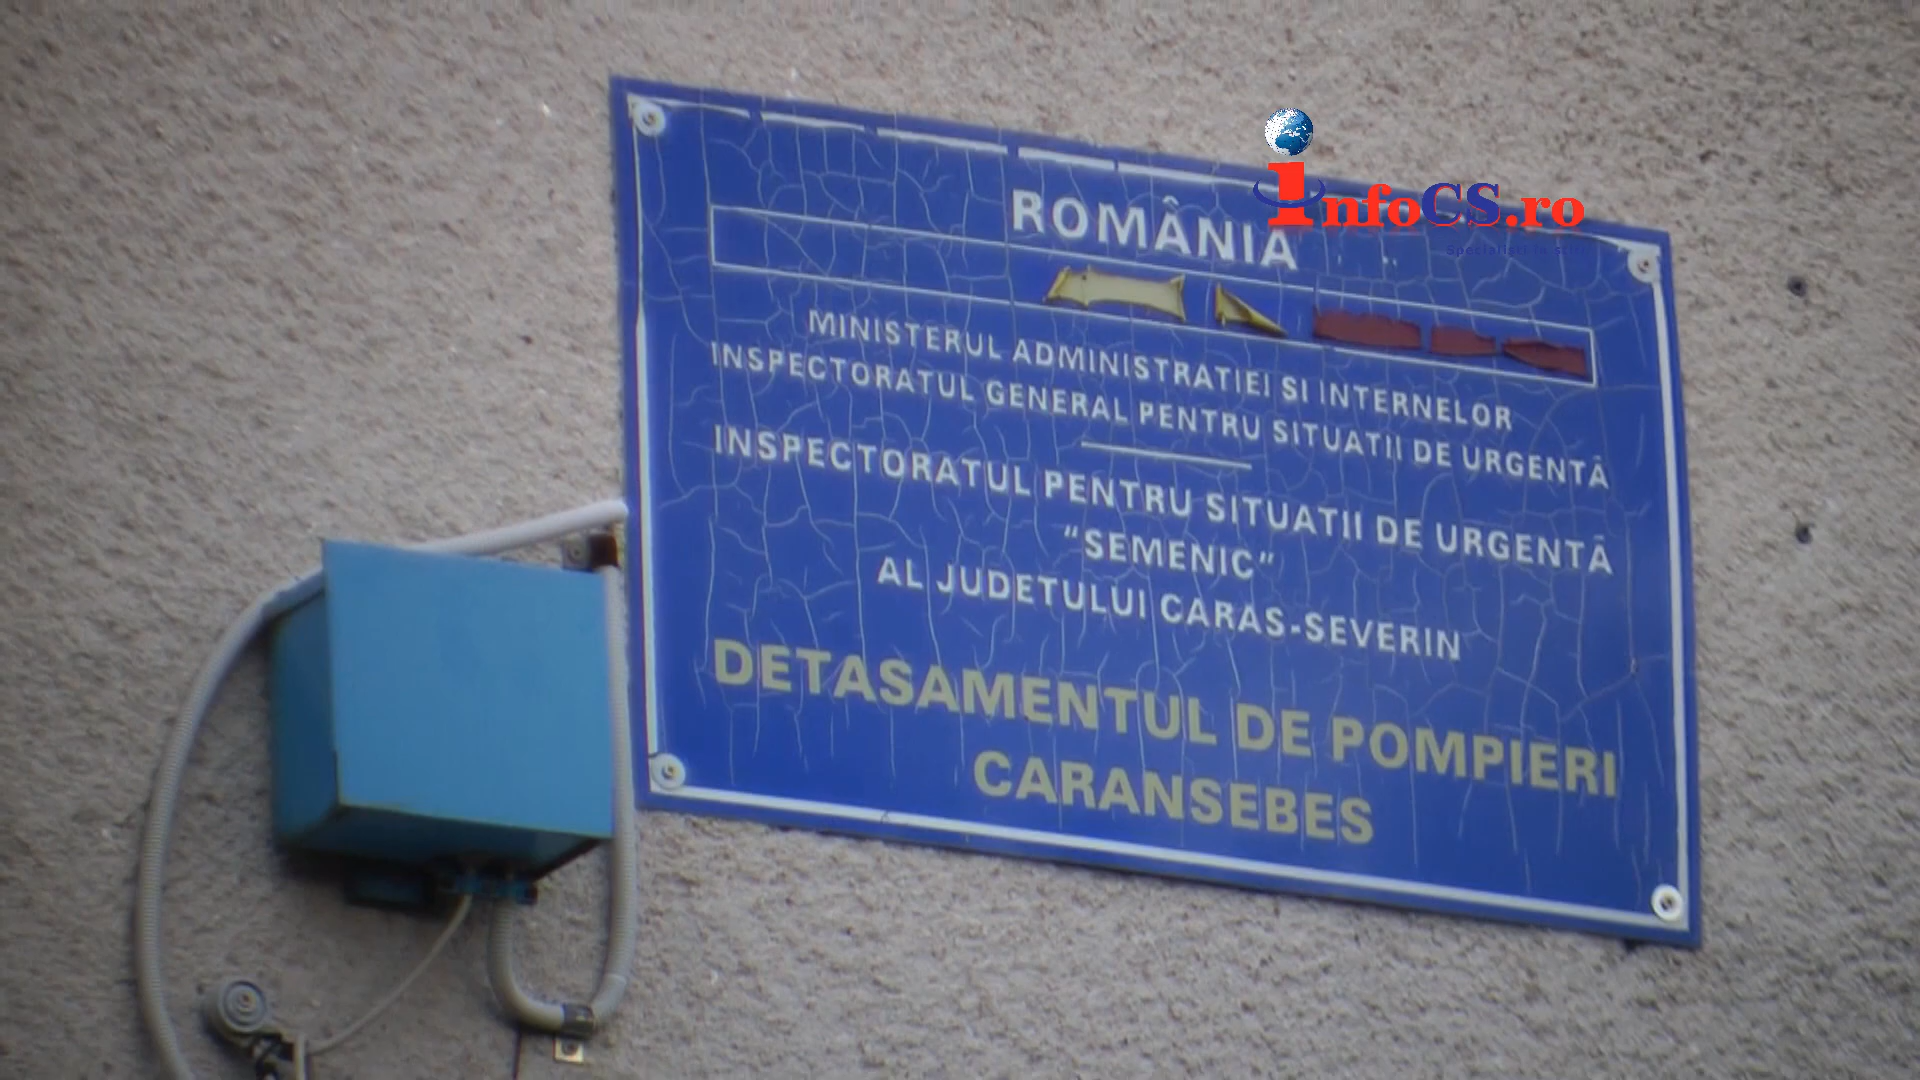 InfoCS.ro
ROMÂNIA
MINISTERUL ADMINISTRATIEI SI INTERNELOR
INSPECTORATUL GENERAL PENTRU SITUATII DE URGENTĂ
INSPECTORATUL PENTRU SITUATII DE URGENTĂ
“SEMENIC”
AL JUDETULUI CARAS-SEVERIN
DETASAMENTUL DE POMPIERI
CARANSEBES